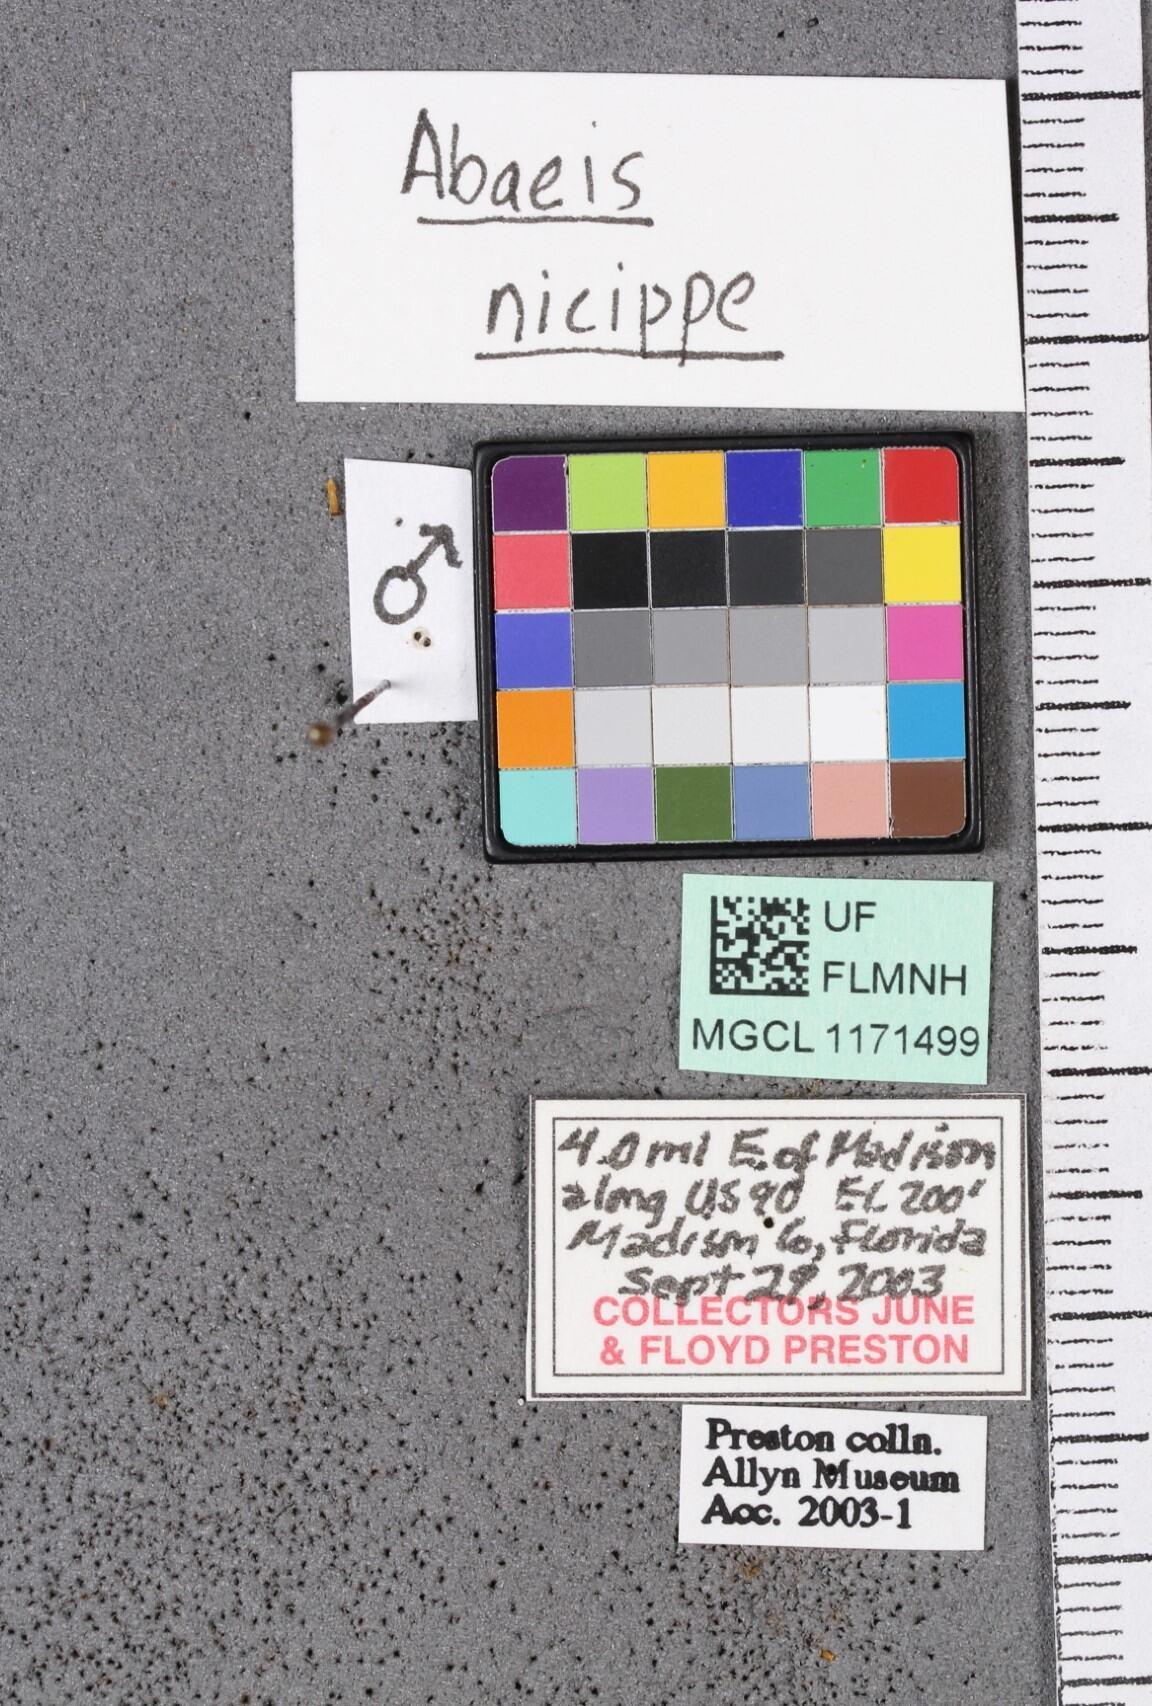 Abaeis
nicippe
♂
UF
FLMNH
MGCL 1171499
4.0 mi E. of Madison
along US 90 EL 200'
Madison Co, Florida
Sept 29, 2003
COLLECTORS JUNE
& FLOYD PRESTON
Preston colln.
Allyn Museum
Acc. 2003-1